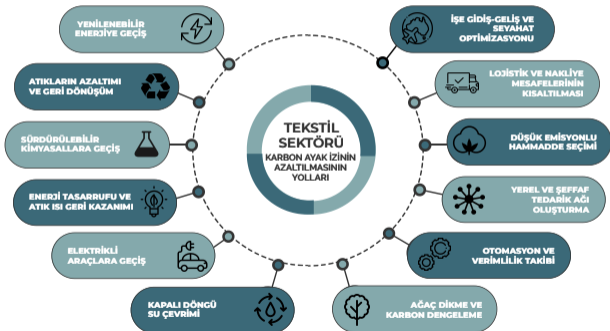 TEKSTİL
SEKTÖRÜ
KARBON AYAK İZİNİN
AZALTILMASININ
YOLLARI
YENİLENEBİLİR
ENERJİYE GEÇİŞ
ATIKLARIN AZALTIMI
VE GERİ DÖNÜŞÜM
SÜRDÜRÜLEBİLİR
KİMYASALLARA GEÇİŞ
ENERJİ TASARRUFU VE
ATIK ISI GERİ KAZANIMI
ELEKTRİKLİ
ARAÇLARA GEÇİŞ
KAPALI DÖNGÜ
SU ÇEVRİMİ
İŞE GİDİŞ-GELİŞ VE
SEYAHAT
OPTİMİZASYONU
LOJİSTİK VE NAKLİYE
MESAFELERİNİN
KISALTILMASI
DÜŞÜK EMİSYONLU
HAMMADDE SEÇİMİ
YEREL VE ŞEFFAF
TEDARİK AĞI
OLUŞTURMA
OTOMASYON VE
VERİMLİLİK TAKİBİ
AĞAÇ DİKME VE
KARBON DENGELEME